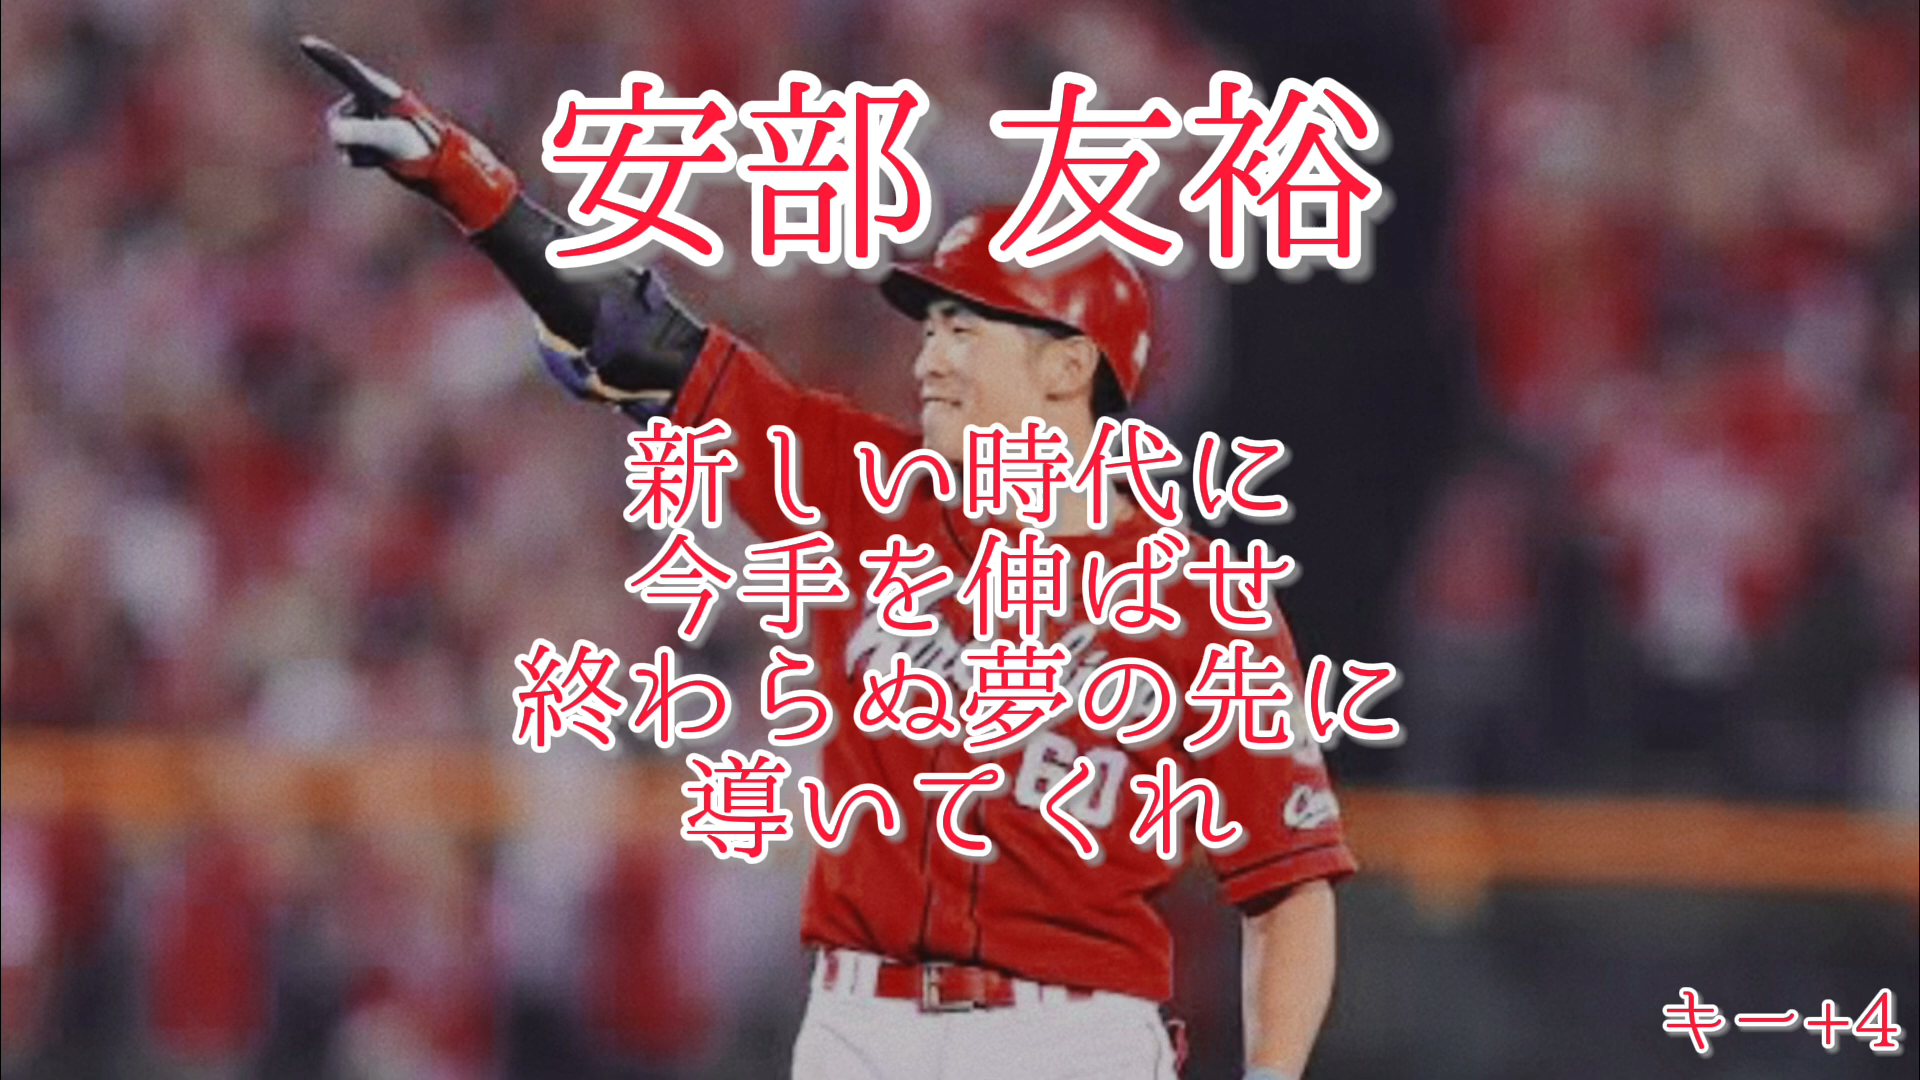 安部 友裕
新しい時代に
今手を伸ばせ
終わらぬ夢の先に
導いてくれ
60
キー+4